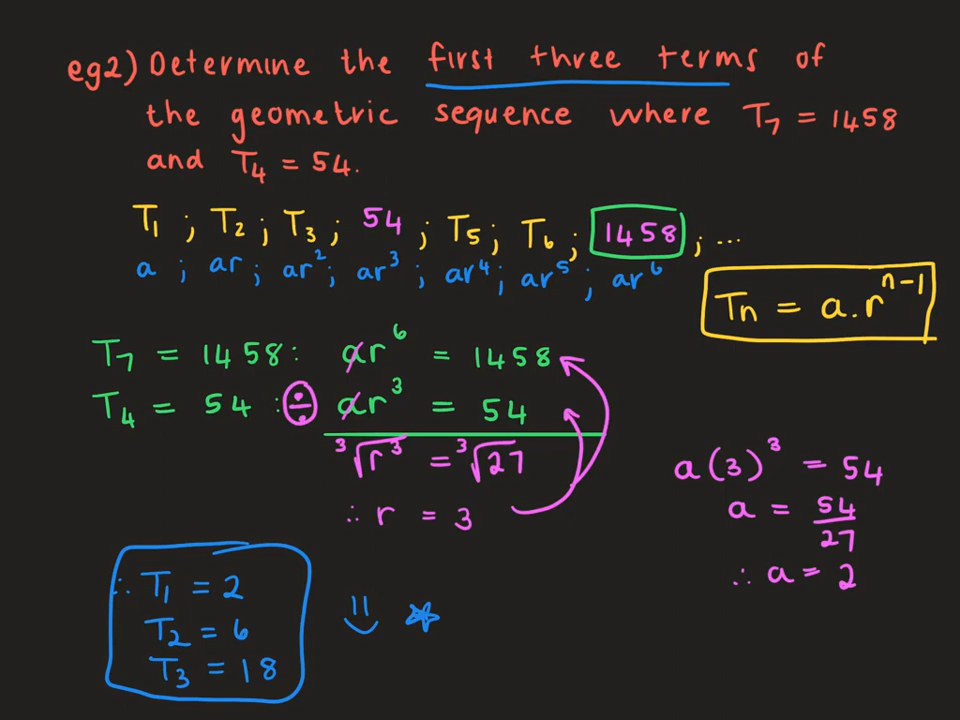 eg2) Determine the first three terms of
the geometric sequence where T₇ = 1458
and T₄ = 54.
T₁ ; T₂ ; T₃ ; 54 ; T₅ ; T₆ ; 1458 ; ...
a ; ar ; ar² ; ar³ ; ar⁴ ; ar⁵ ; ar⁶
Tn = a.rⁿ⁻¹
T₇ = 1458 : ar⁶ = 1458
T₄ = 54 : ÷ ar³ = 54
³√r³ = ³√27
∴ r = 3
a(3)³ = 54
a = 54/27
∴ a = 2
∴ T₁ = 2
T₂ = 6
T₃ = 18